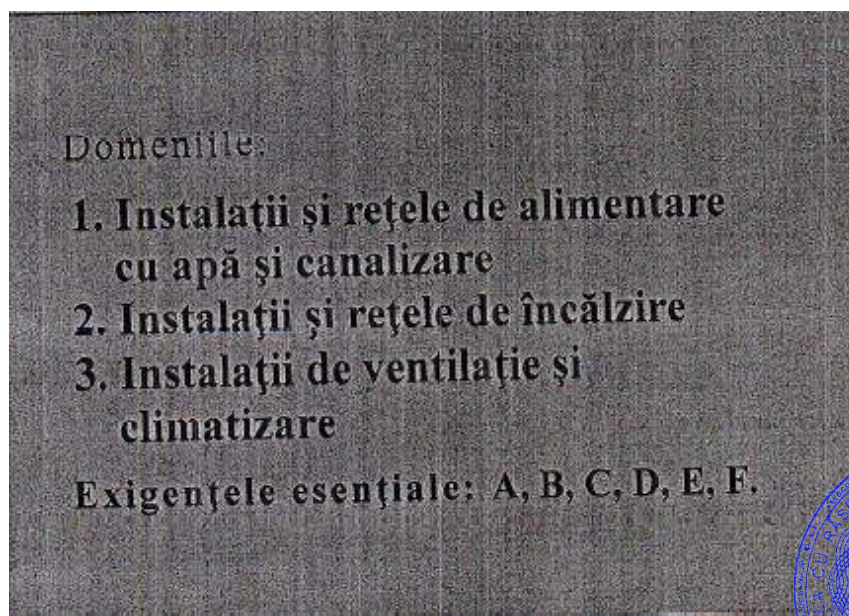 Domeniile:
1. Instalaţii şi reţele de alimentare
cu apă şi canalizare
2. Instalaţii şi reţele de încălzire
3. Instalaţii de ventilaţie şi
climatizare
Exigenţele esenţiale: A, B, C, D, E, F.